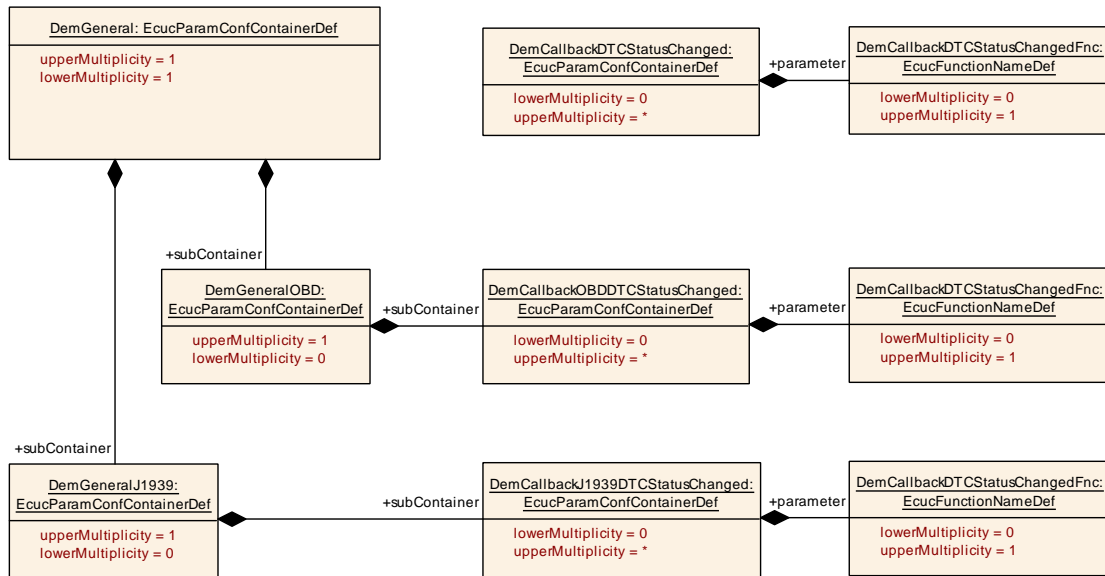 DemGeneral: EcucParamConfContainerDef
upperMultiplicity = 1
lowerMultiplicity = 1
DemCallbackDTCStatusChanged:
EcucParamConfContainerDef
lowerMultiplicity = 0
upperMultiplicity = *
+parameter
DemCallbackDTCStatusChangedFnc:
EcucFunctionNameDef
lowerMultiplicity = 0
upperMultiplicity = 1
+subContainer
DemGeneralOBD:
EcucParamConfContainerDef
upperMultiplicity = 1
lowerMultiplicity = 0
+subContainer
DemCallbackOBDDTCStatusChanged:
EcucParamConfContainerDef
lowerMultiplicity = 0
upperMultiplicity = *
+parameter
DemCallbackDTCStatusChangedFnc:
EcucFunctionNameDef
lowerMultiplicity = 0
upperMultiplicity = 1
+subContainer
DemGeneralJ1939:
EcucParamConfContainerDef
upperMultiplicity = 1
lowerMultiplicity = 0
+subContainer
DemCallbackJ1939DTCStatusChanged:
EcucParamConfContainerDef
lowerMultiplicity = 0
upperMultiplicity = *
+parameter
DemCallbackDTCStatusChangedFnc:
EcucFunctionNameDef
lowerMultiplicity = 0
upperMultiplicity = 1